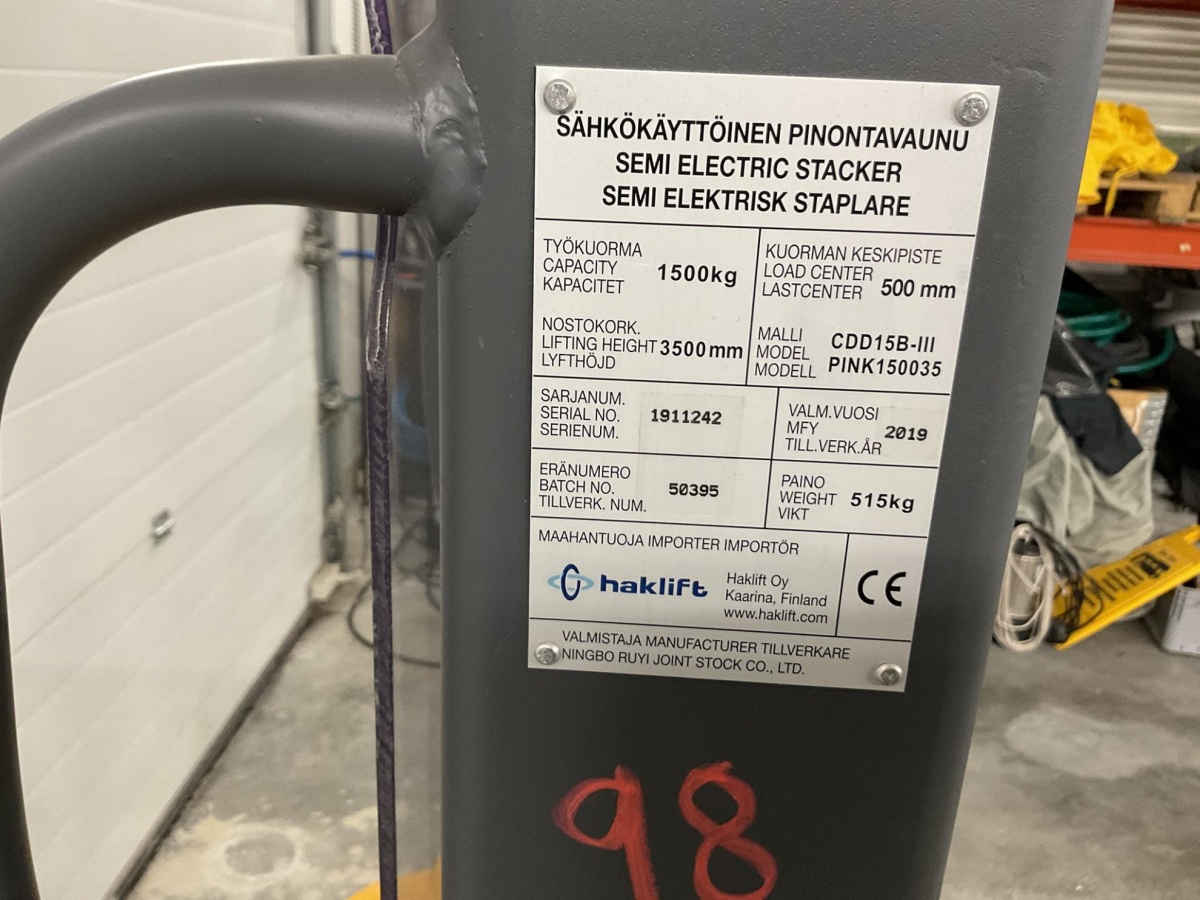 SÄHKÖKÄYTTÖINEN PINONTAVAUNU
SEMI ELECTRIC STACKER
SEMI ELEKTRISK STAPLARE
TYÖKUORMA
CAPACITY
KAPACITET
1500kg
KUORMAN KESKIPISTE
LOAD CENTER
LASTCENTER
500 mm
NOSTOKORK.
LIFTING HEIGHT
LYFTHÖJD
3500mm
MALLI
MODEL
MODELL
CDD15B-III
PINK150035
SARJANUM.
SERIAL NO.
SERIENUM.
1911242
VALM.VUOSI
MFY
TILL.VERK.ÅR
2019
ERÄNUMERO
BATCH NO.
TILLVERK. NUM.
50395
PAINO
WEIGHT
VIKT
515kg
MAAHANTUOJA IMPORTER IMPORTÖR
haklift
Haklift Oy
Kaarina, Finland
www.haklift.com
CE
VALMISTAJA MANUFACTURER TILLVERKARE
NINGBO RUYI JOINT STOCK CO., LTD.
98